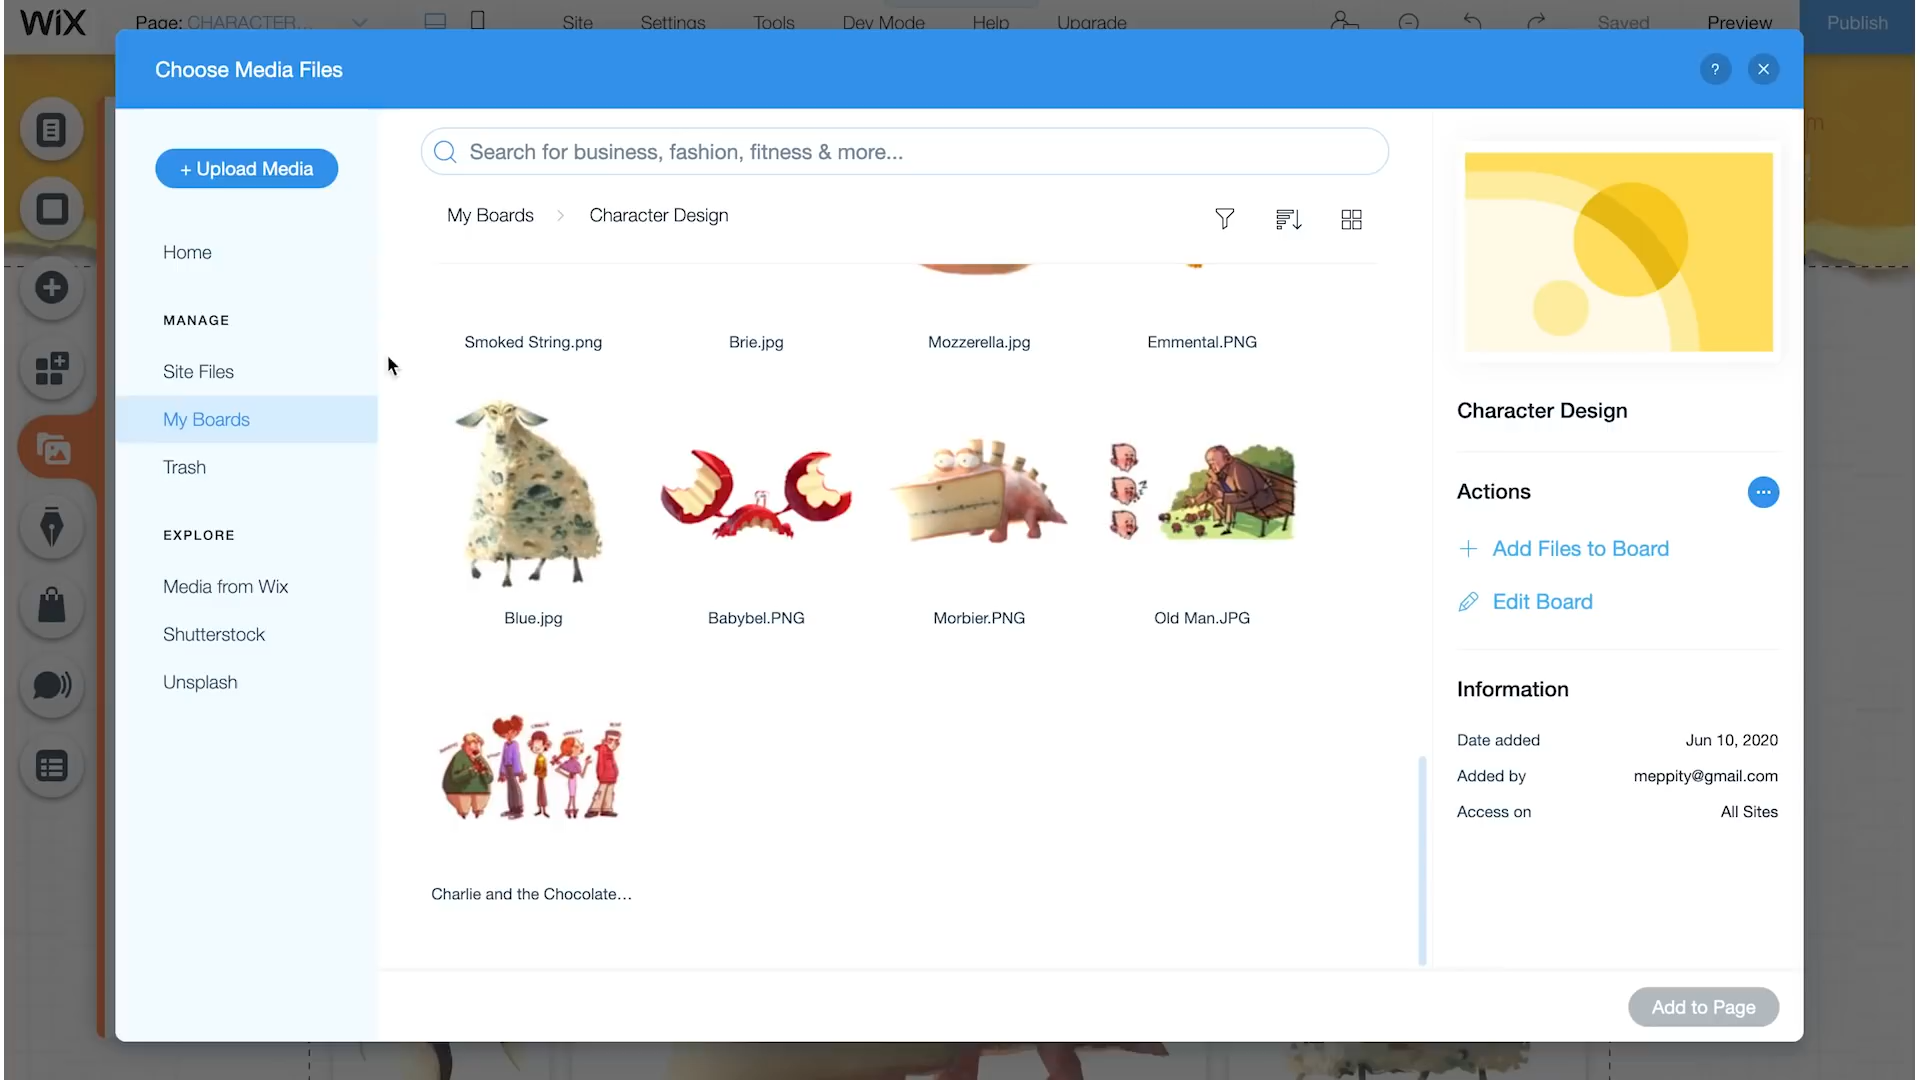 WiX
Page: CHARACTER...
Site
Settings
Tools
Dev Mode
Help
Upgrade
Saved
Preview
Publish
Choose Media Files
?
+ Upload Media
Home
MANAGE
Site Files
My Boards
Trash
EXPLORE
Media from Wix
Shutterstock
Unsplash
Search for business, fashion, fitness & more...
My Boards > Character Design
Smoked String.png
Brie.jpg
Mozzerella.jpg
Emmental.PNG
Blue.jpg
Babybel.PNG
Morbier.PNG
Old Man.JPG
Charlie and the Chocolate...
Character Design
Actions
+ Add Files to Board
Edit Board
Information
Date added Jun 10, 2020
Added by meppity@gmail.com
Access on All Sites
Add to Page